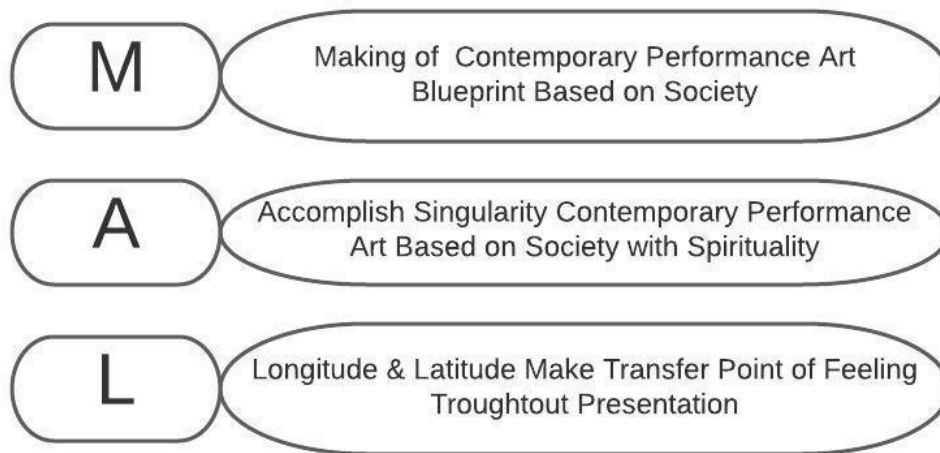 M
Making of Contemporary Performance Art
Blueprint Based on Society
A
Accomplish Singularity Contemporary Performance
Art Based on Society with Spirituality
L
Longitude & Latitude Make Transfer Point of Feeling
Troughtout Presentation